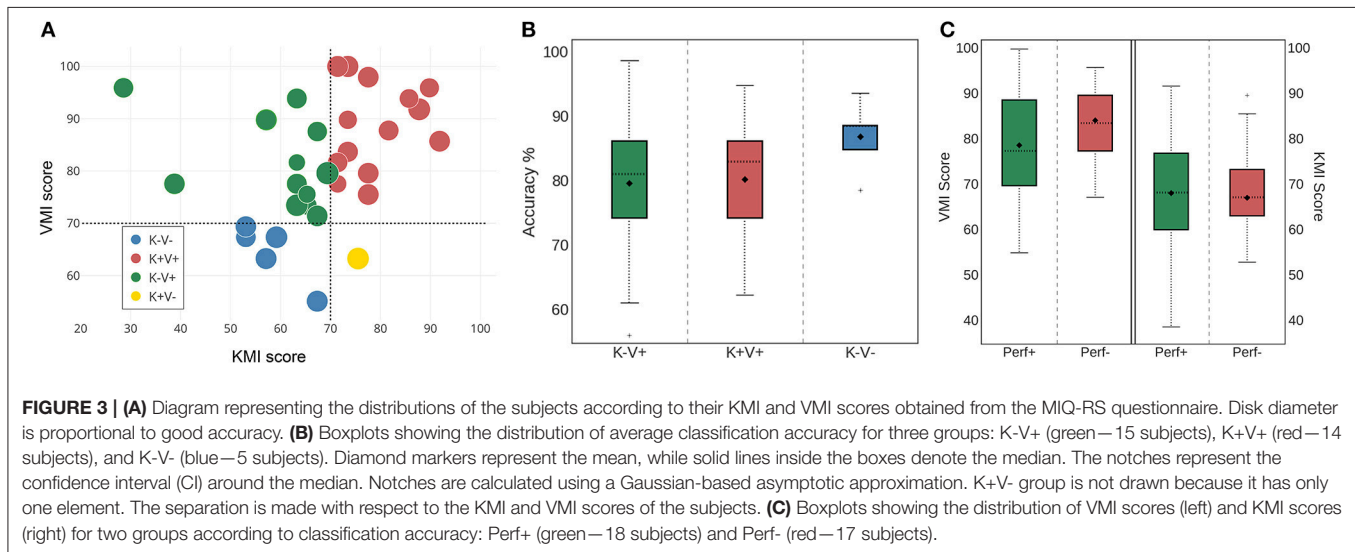 A
VMI score
100
90
80
70
60
K-V-
K+V+
K-V+
K+V-
20 30 40 50 60 70 80 90 100
KMI score
B
Accuracy %
100
90
80
70
60
K-V+ K+V+ K-V-
C
VMI Score
100
90
80
70
60
50
40
100
90
80
70
60
50
40
KMI Score
Perf+ Perf- Perf+ Perf-
FIGURE 3 | (A) Diagram representing the distributions of the subjects according to their KMI and VMI scores obtained from the MIQ-RS questionnaire. Disk diameter
is proportional to good accuracy. (B) Boxplots showing the distribution of average classification accuracy for three groups: K-V+ (green—15 subjects), K+V+ (red—14
subjects), and K-V- (blue—5 subjects). Diamond markers represent the mean, while solid lines inside the boxes denote the median. The notches represent the
confidence interval (CI) around the median. Notches are calculated using a Gaussian-based asymptotic approximation. K+V- group is not drawn because it has only
one element. The separation is made with respect to the KMI and VMI scores of the subjects. (C) Boxplots showing the distribution of VMI scores (left) and KMI scores
(right) for two groups according to classification accuracy: Perf+ (green—18 subjects) and Perf- (red—17 subjects).